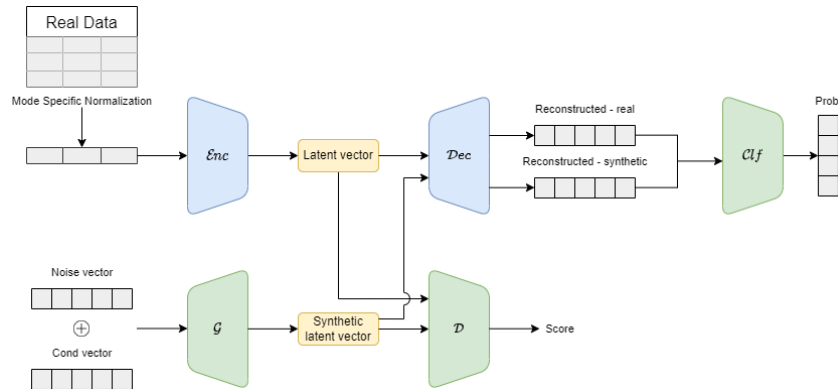 Real Data
Mode Specific Normalization
Enc
Latent vector
Dec
Reconstructed - real
Reconstructed - synthetic
Clf
Prob
Noise vector
Cond vector
G
Synthetic
latent vector
D
Score